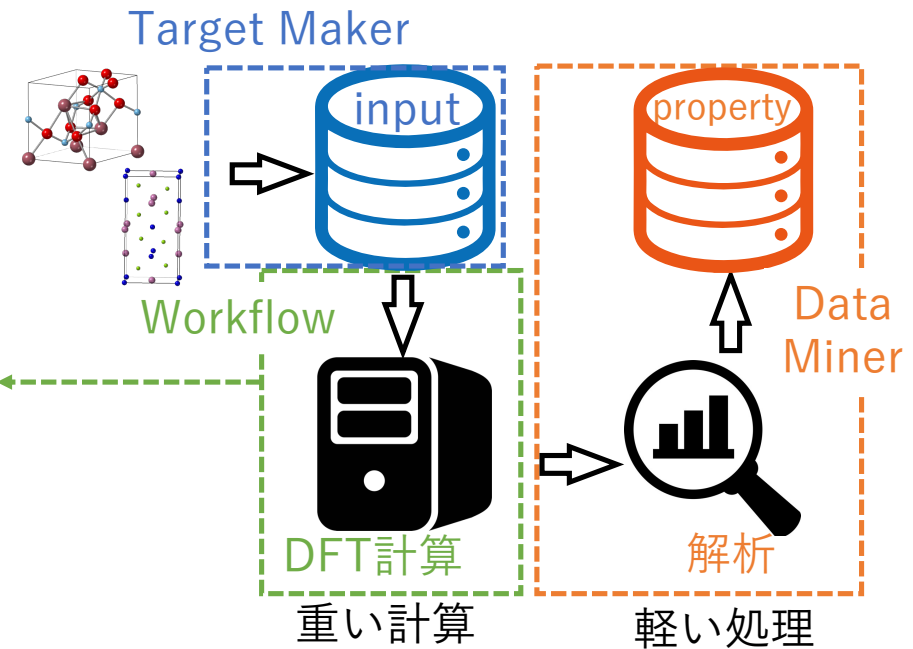 Target Maker
input
property
Workflow
Data
Miner
DFT計算
解析
重い計算
軽い処理